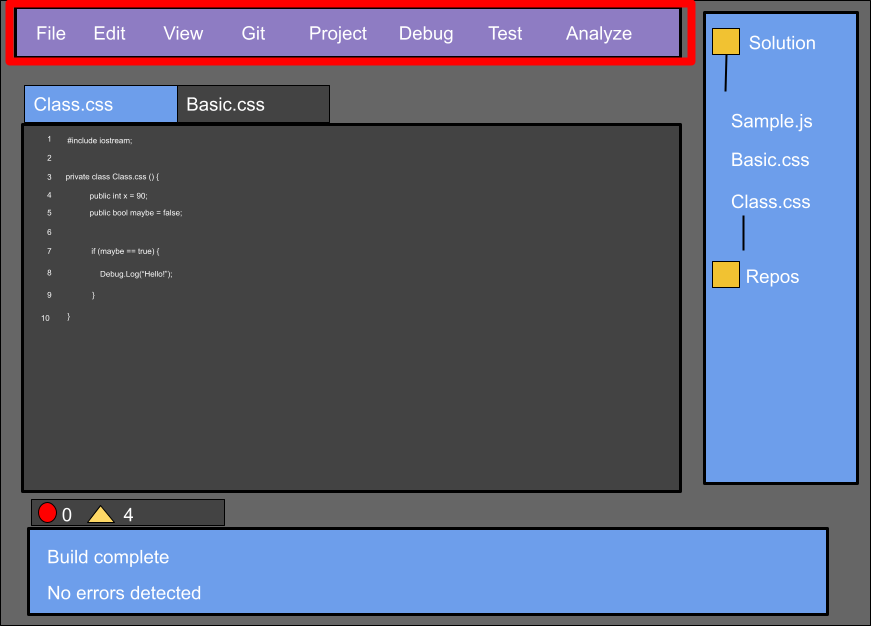 File Edit View Git Project Debug Test Analyze
Class.css Basic.css
1 #include iostream;
2
3 private class Class.css () {
4 public int x = 90;
5 public bool maybe = false;
6
7 if (maybe == true) {
8 Debug.Log("Hello!");
9 }
10 }
0 4
Build complete
No errors detected
Solution
Sample.js
Basic.css
Class.css
Repos